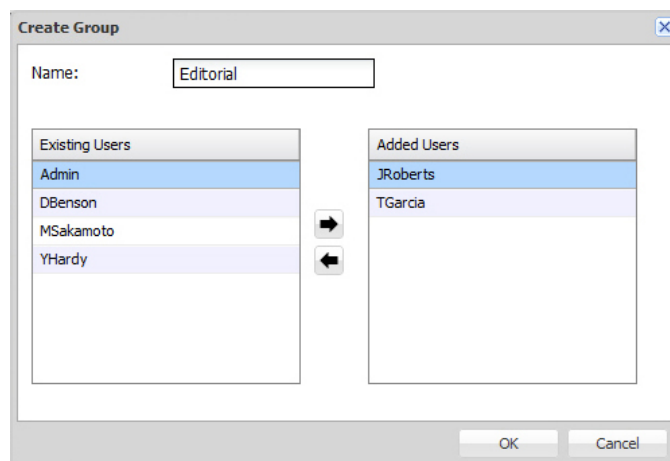 Create Group
Name: Editorial
Existing Users
Admin
DBenson
MSakamoto
YHardy
Added Users
JRoberts
TGarcia
OK Cancel